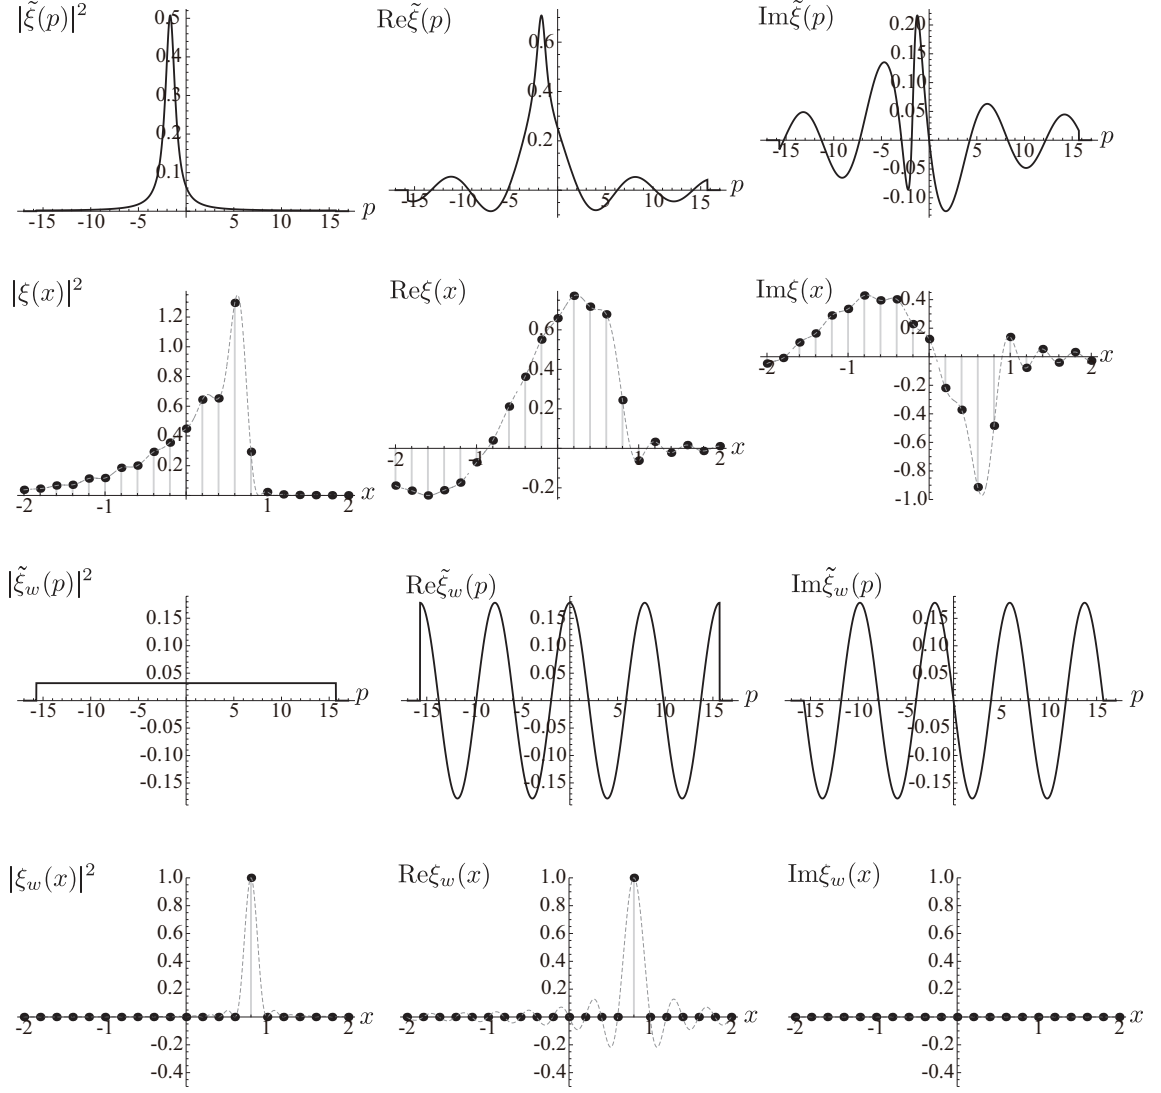 |ξ̃(p)|² 0.5 0.4 0.3 0.2 0.1 -15 -10 -5 5 10 15 p
Reξ̃(p) 0.6 0.4 0.2 -15 -10 -5 5 10 15 p
Imξ̃(p) 0.20 0.15 0.10 0.05 -0.05 -0.10 -15 -10 -5 5 10 15 p
|ξ(x)|² 1.2 1.0 0.8 0.6 0.4 0.2 -2 -1 1 2 x
Reξ(x) 0.6 0.4 0.2 -0.2 -2 -1 1 2 x
Imξ(x) 0.4 0.2 -0.2 -0.4 -0.6 -0.8 -1.0 -2 -1 1 2 x
|ξ̃w(p)|² 0.15 0.10 0.05 -0.05 -0.10 -0.15 -15 -10 -5 5 10 15 p
Reξ̃w(p) 0.15 0.10 0.05 -0.05 -0.10 -0.15 -15 -10 -5 5 10 15 p
Imξ̃w(p) 0.15 0.10 0.05 -0.05 -0.10 -0.15 -15 -10 -5 5 10 15 p
|ξw(x)|² 1.0 0.8 0.6 0.4 0.2 -0.2 -0.4 -2 -1 1 2 x
Reξw(x) 1.0 0.8 0.6 0.4 0.2 -0.2 -0.4 -2 -1 1 2 x
Imξw(x) 1.0 0.8 0.6 0.4 0.2 -0.2 -0.4 -2 -1 1 2 x